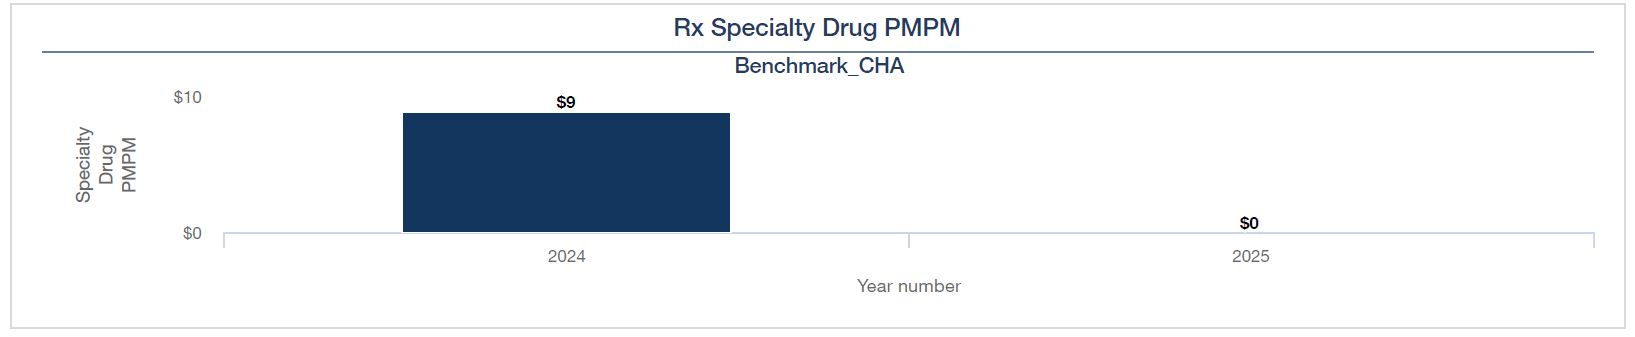 Rx Specialty Drug PMPM
Benchmark_CHA
$10
$9
Specialty
Drug
PMPM
$0
$0
2024
2025
Year number